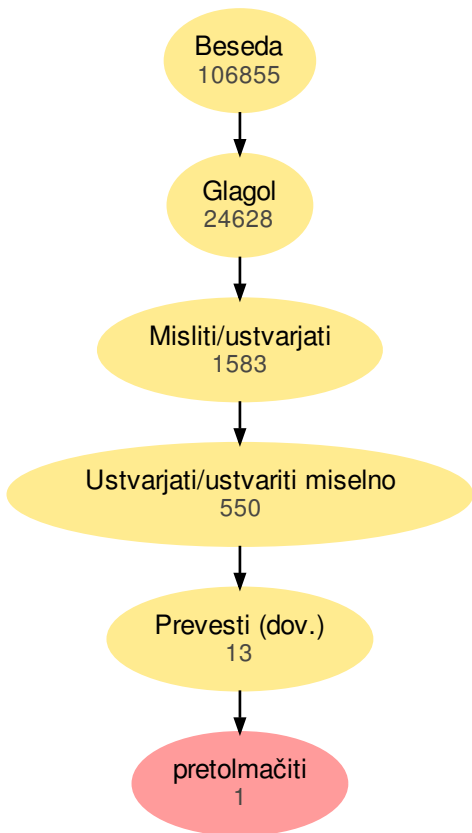 Beseda
106855
Glagol
24628
Misliti/ustvarjati
1583
Ustvarjati/ustvariti miselno
550
Prevesti (dov.)
13
pretolmačiti
1